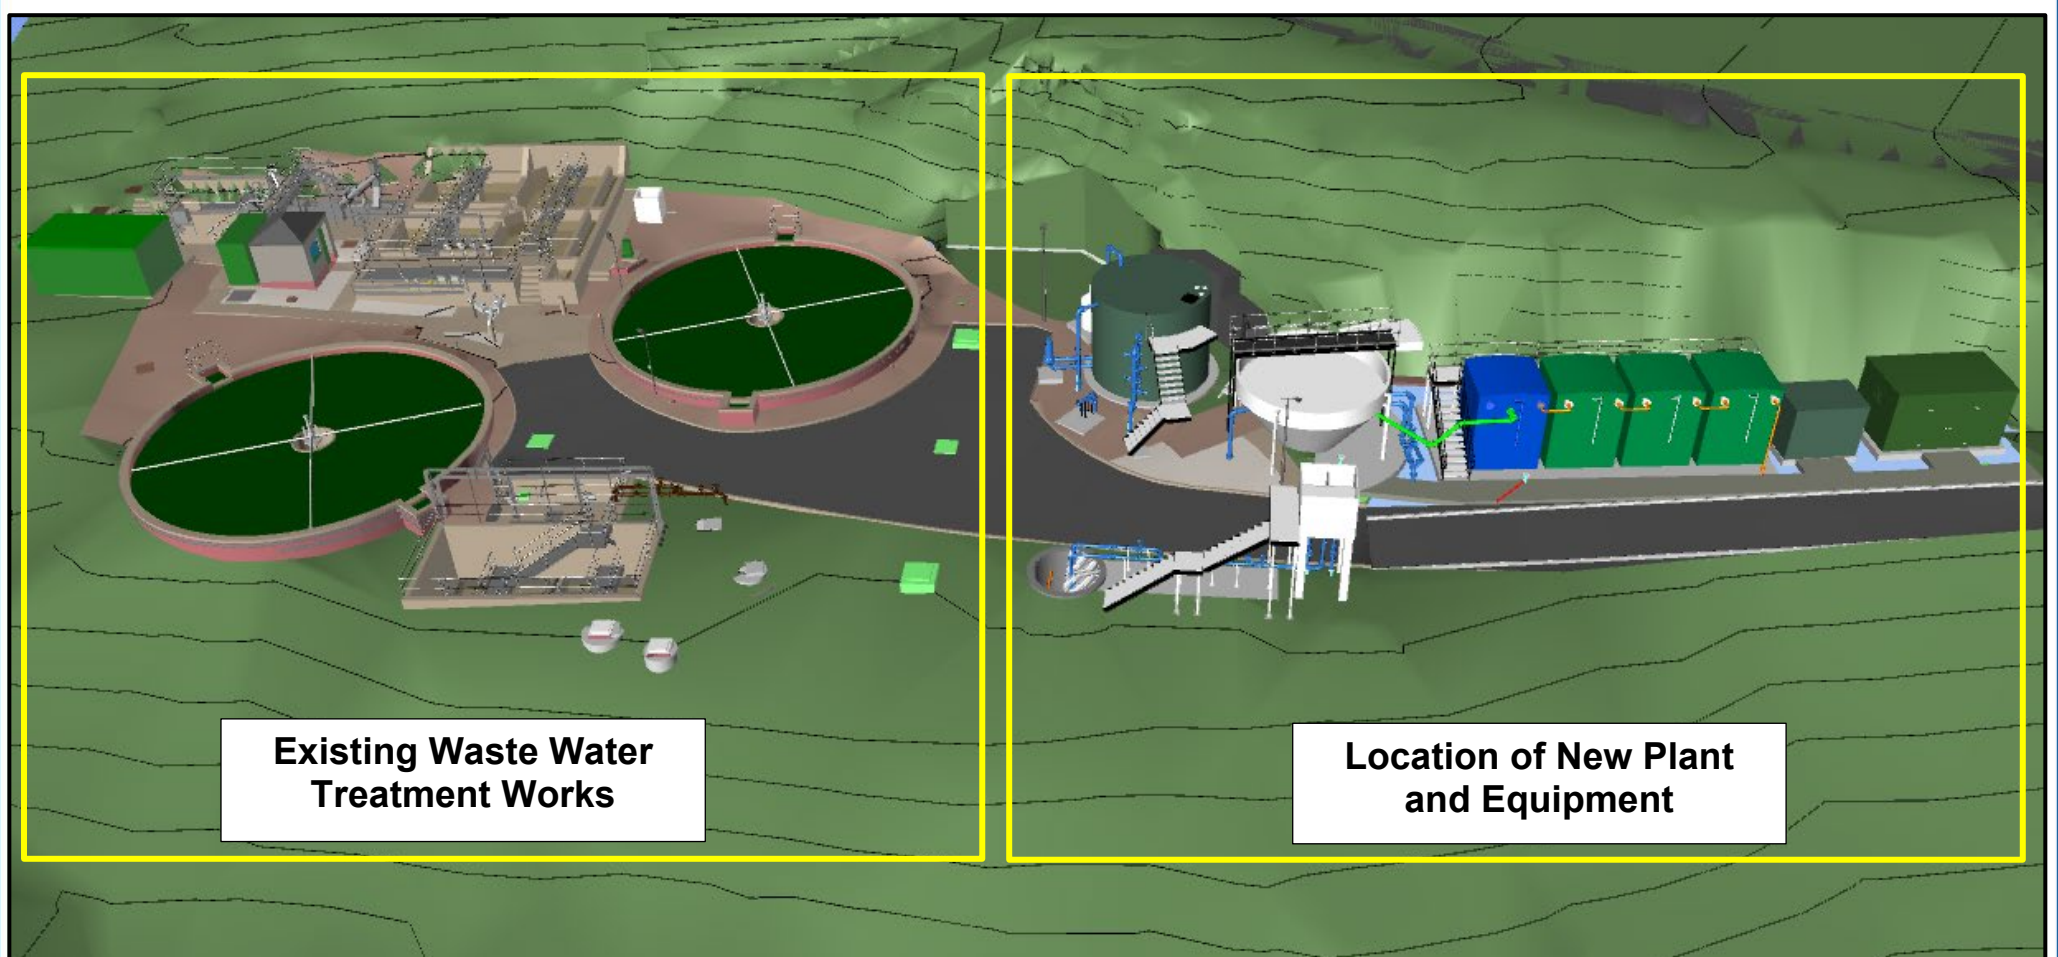 Existing Waste Water
Treatment Works
Location of New Plant
and Equipment